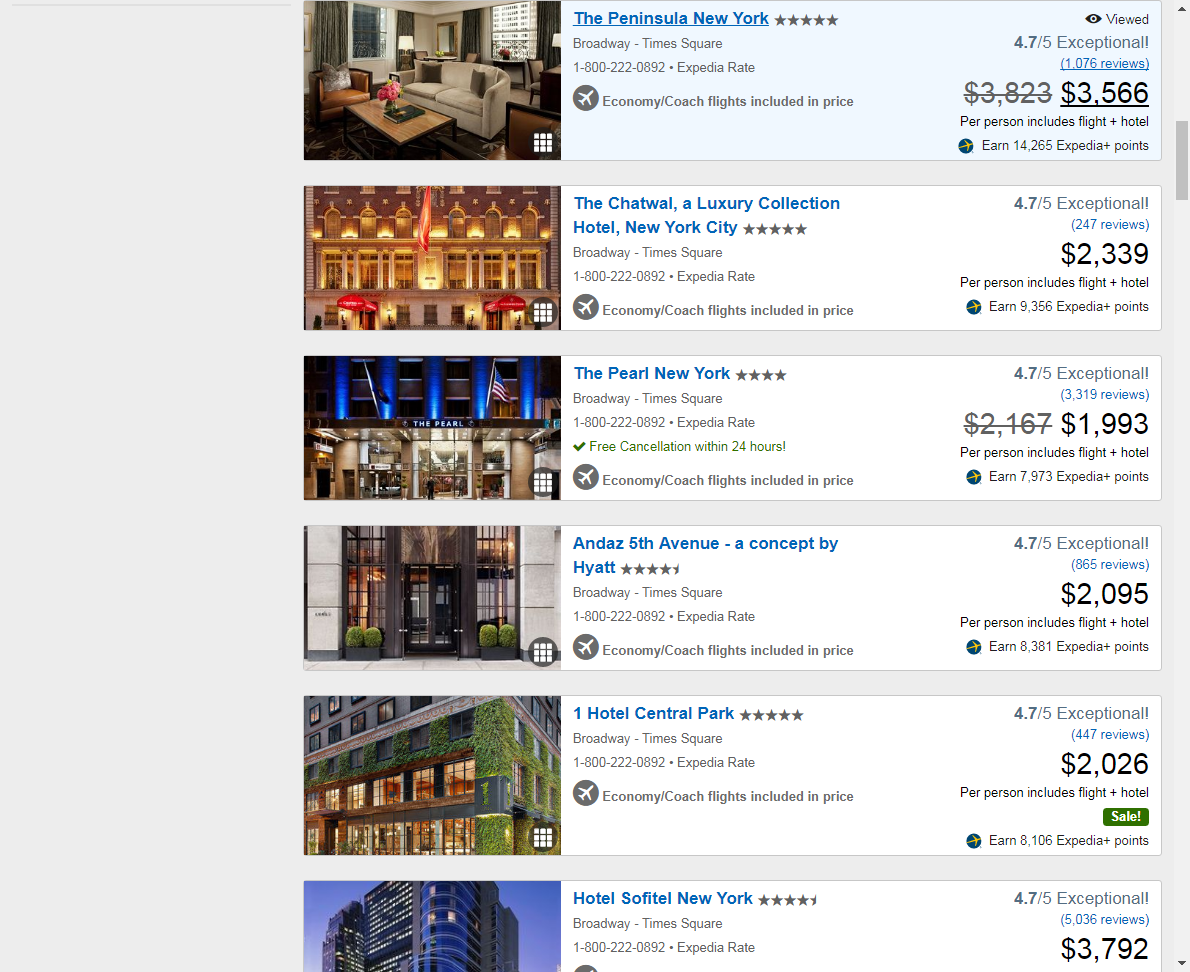 The Peninsula New York
Viewed
Broadway - Times Square
4.7/5 Exceptional!
1-800-222-0892 • Expedia Rate
(1,076 reviews)
$3,823 $3,566
Economy/Coach flights included in price
Per person includes flight + hotel
Earn 14,265 Expedia+ points
The Chatwal, a Luxury Collection
Hotel, New York City
4.7/5 Exceptional!
(247 reviews)
Broadway - Times Square
$2,339
1-800-222-0892 • Expedia Rate
Per person includes flight + hotel
Economy/Coach flights included in price
Earn 9,356 Expedia+ points
THE PEARL
The Pearl New York
4.7/5 Exceptional!
Broadway - Times Square
(3,319 reviews)
1-800-222-0892 • Expedia Rate
$2,167 $1,993
Free Cancellation within 24 hours!
Per person includes flight + hotel
Economy/Coach flights included in price
Earn 7,973 Expedia+ points
Andaz 5th Avenue - a concept by
Hyatt
4.7/5 Exceptional!
(865 reviews)
Broadway - Times Square
$2,095
1-800-222-0892 • Expedia Rate
Per person includes flight + hotel
Economy/Coach flights included in price
Earn 8,381 Expedia+ points
1 Hotel Central Park
4.7/5 Exceptional!
Broadway - Times Square
(447 reviews)
1-800-222-0892 • Expedia Rate
$2,026
Economy/Coach flights included in price
Per person includes flight + hotel
Sale!
Earn 8,106 Expedia+ points
Hotel Sofitel New York
4.7/5 Exceptional!
Broadway - Times Square
(5,036 reviews)
1-800-222-0892 • Expedia Rate
$3,792